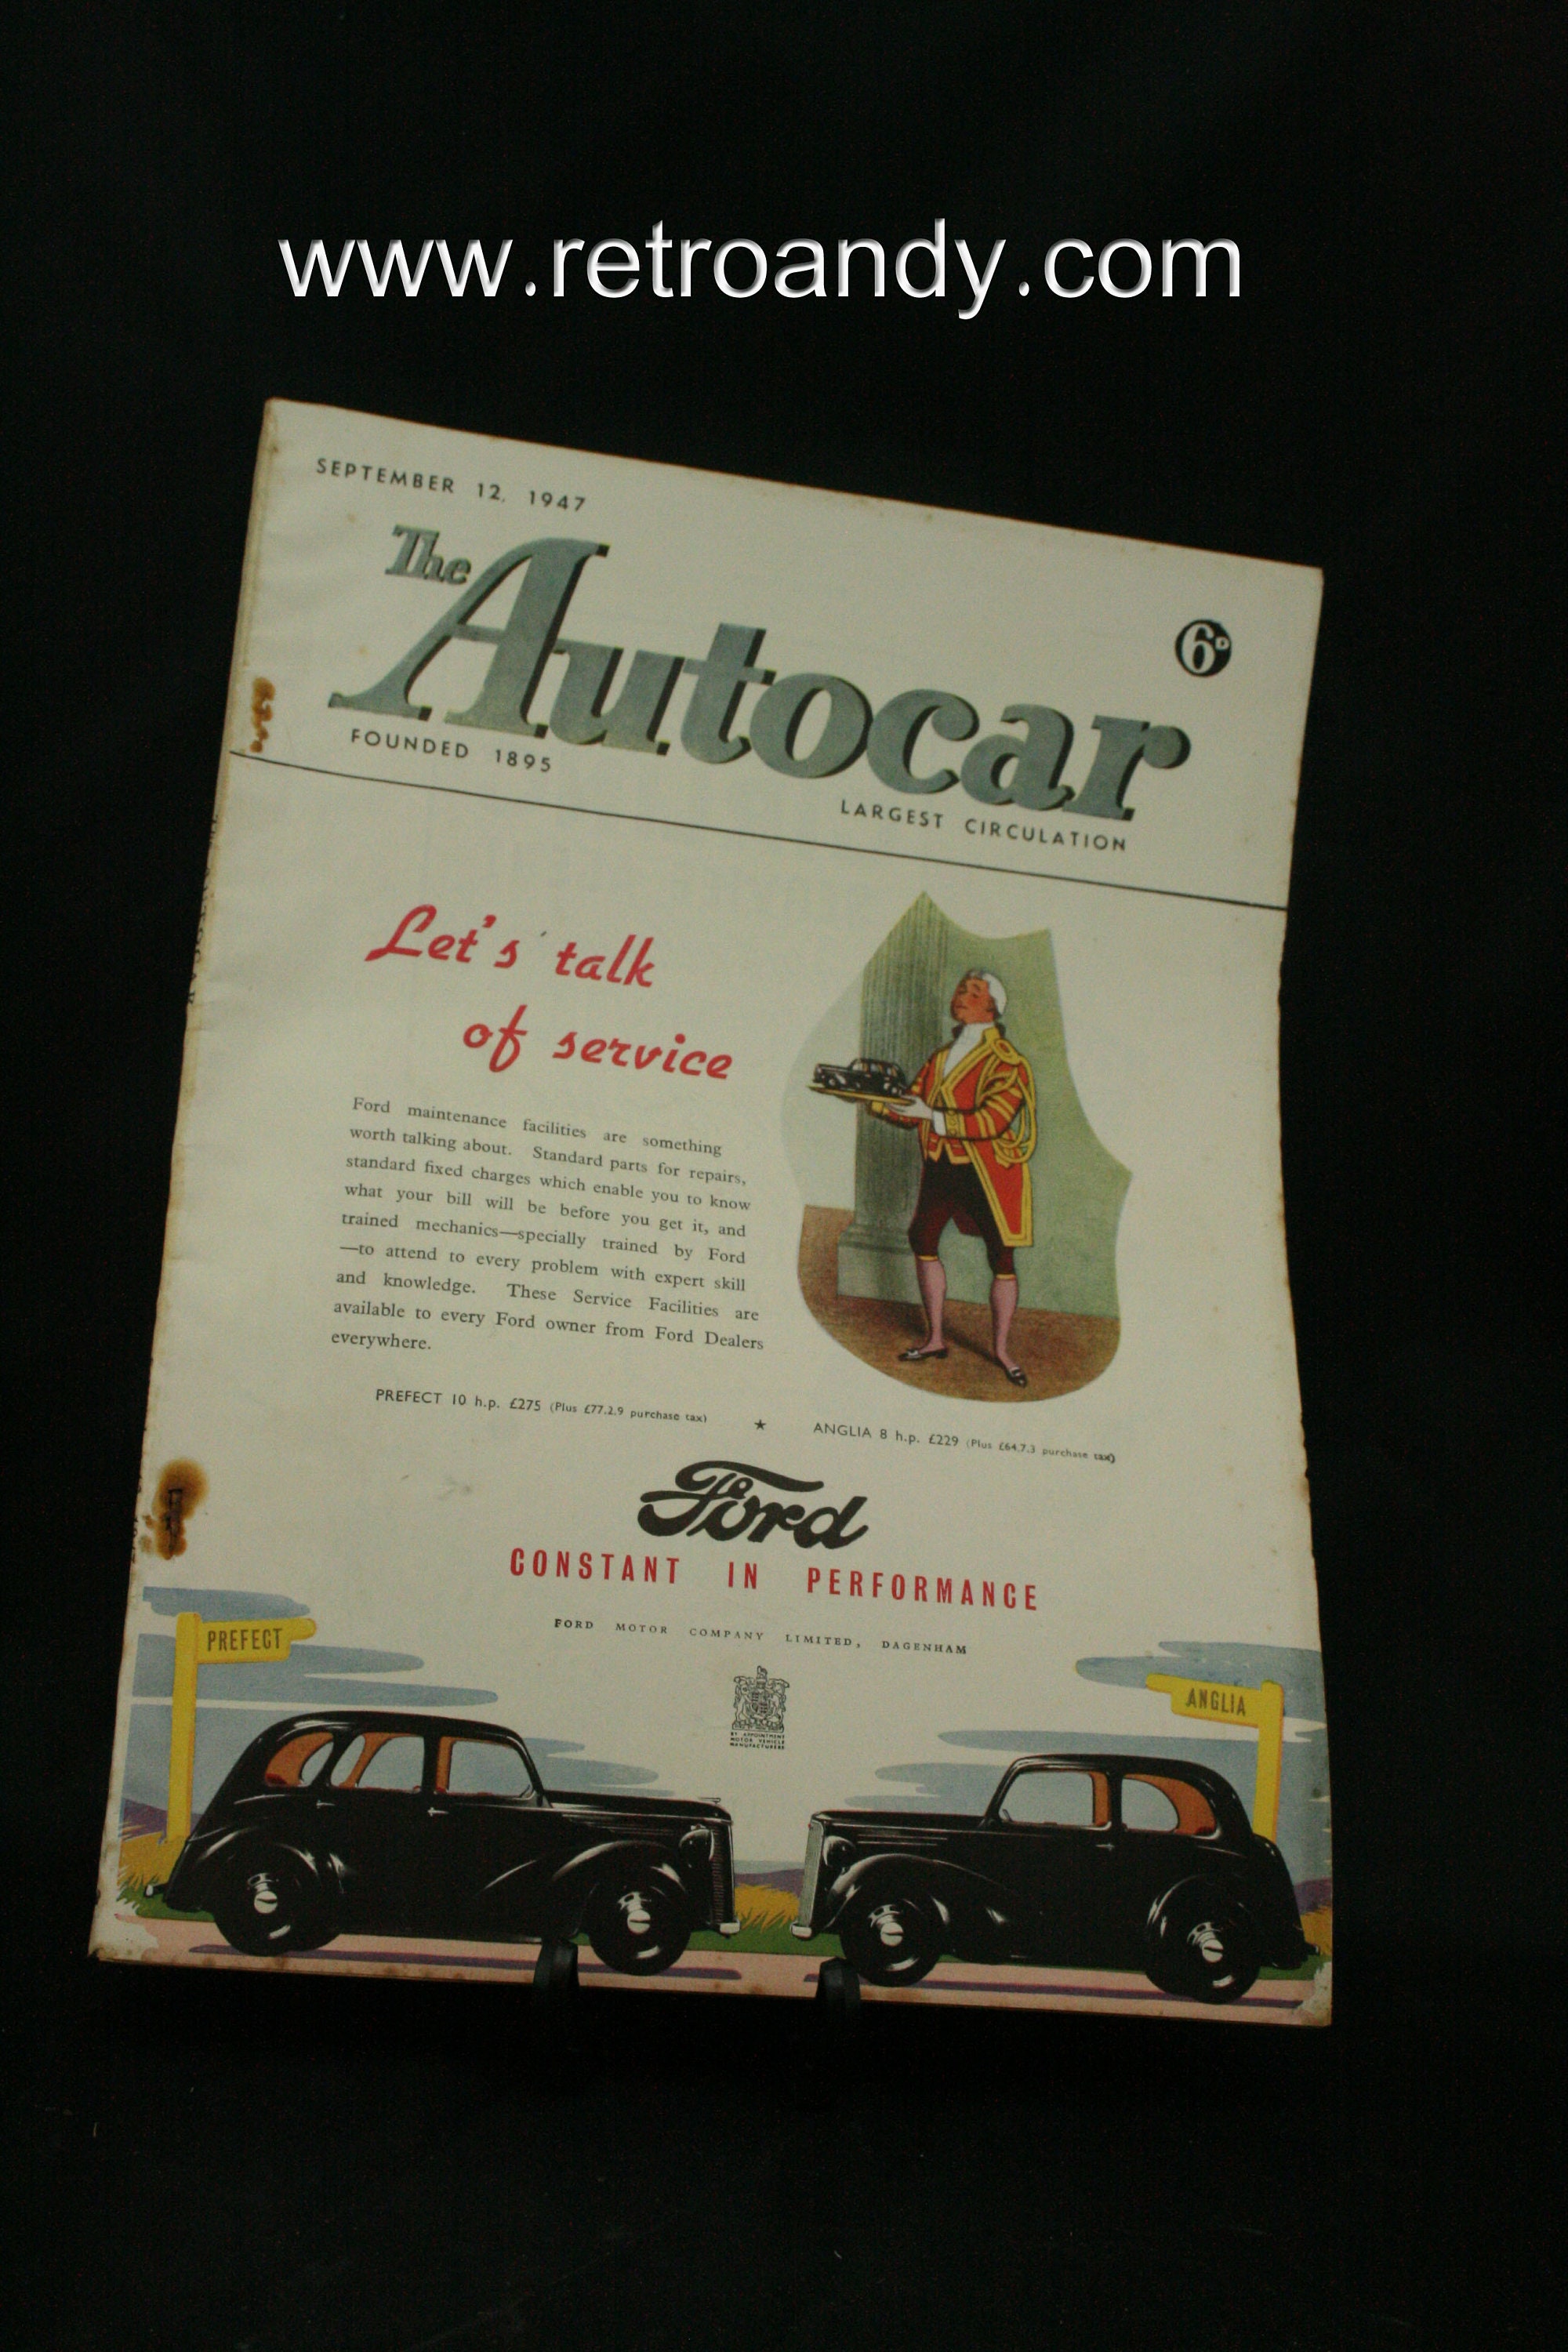 www.retroandy.com
SEPTEMBER 12, 1947
The
Autocar
6D
FOUNDED 1895
LARGEST CIRCULATION
Let's talk
of service
Ford maintenance facilities are something
worth talking about. Standard parts for repairs,
standard fixed charges which enable you to know
what your bill will be before you get it, and
trained mechanics—specially trained by Ford
—to attend to every problem with expert skill
and knowledge. These Service Facilities are
available to every Ford owner from Ford Dealers
everywhere.
PREFECT 10 h.p. £275 (Plus £77.2.9 purchase tax) ★ ANGLIA 8 h.p. £229 (Plus £64.7.3 purchase tax)
Ford
CONSTANT IN PERFORMANCE
FORD MOTOR COMPANY LIMITED, DAGENHAM
BY APPOINTMENT
MOTOR VEHICLE
MANUFACTURERS
PREFECT
ANGLIA